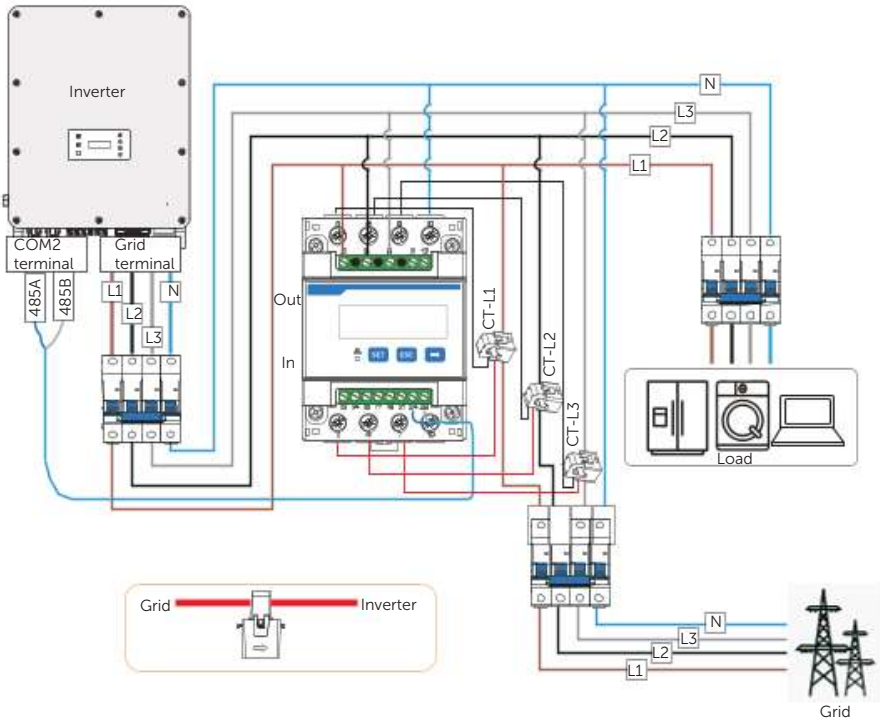 Inverter
COM2
terminal
Grid
terminal
485A
485B
L1
L2
L3
N
N
L3
L2
L1
Out
In
SET
ESC
CT-L1
CT-L2
CT-L3
Load
Grid
Inverter
N
L3
L2
L1
Grid